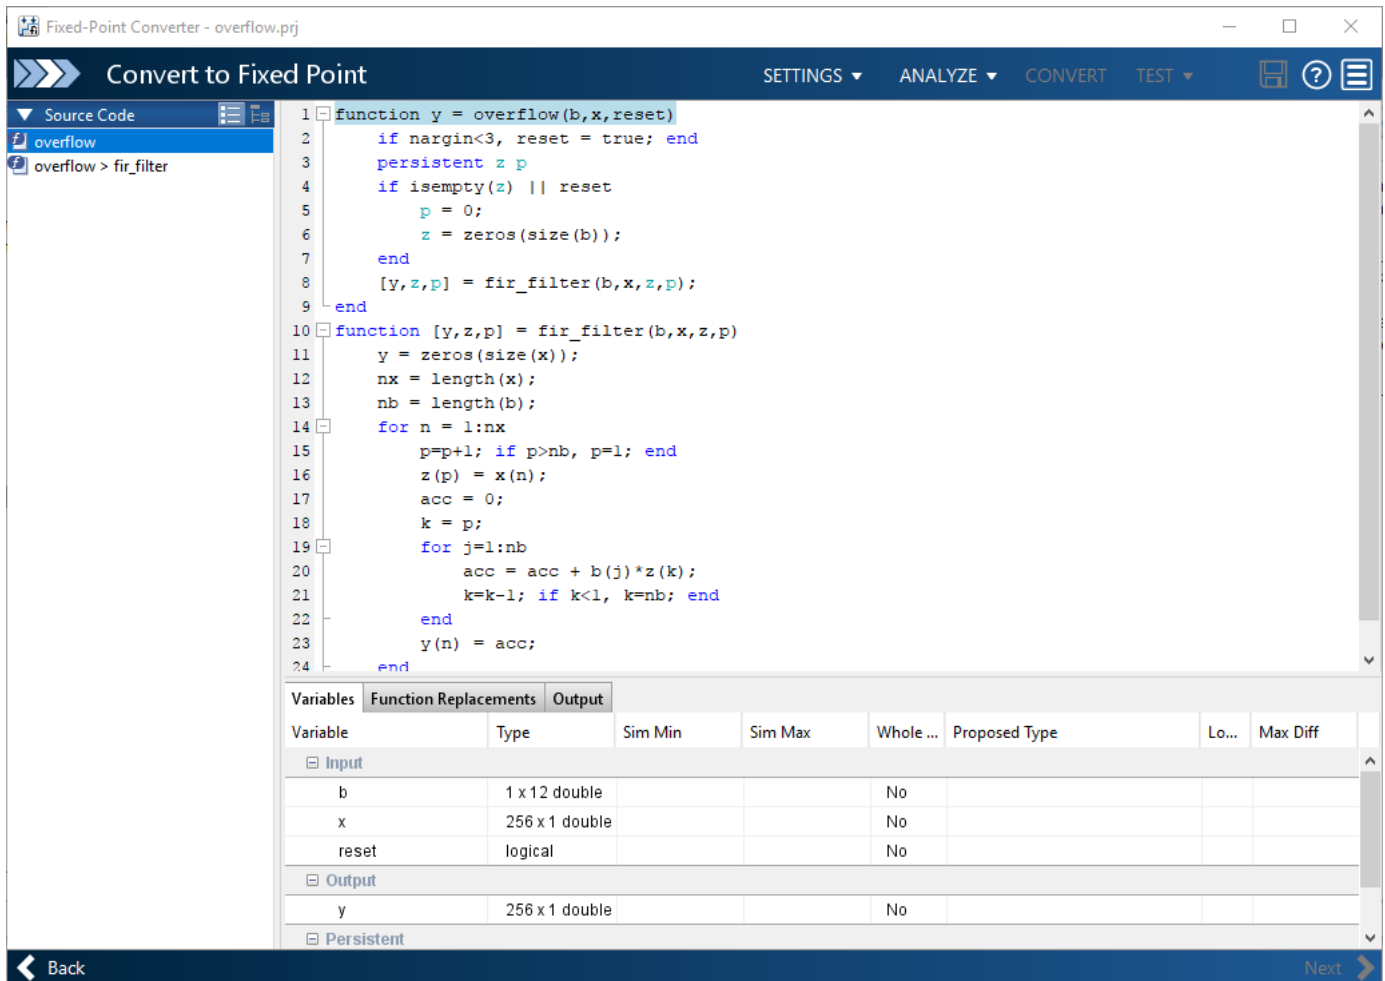 Fixed-Point Converter - overflow.prj
Convert to Fixed Point
SETTINGS ANALYZE CONVERT TEST
Source Code
overflow
overflow > fir_filter
1 function y = overflow(b,x,reset)
2 if nargin<3, reset = true; end
3 persistent z p
4 if isempty(z) || reset
5 p = 0;
6 z = zeros(size(b));
7 end
8 [y,z,p] = fir_filter(b,x,z,p);
9 end
10 function [y,z,p] = fir_filter(b,x,z,p)
11 y = zeros(size(x));
12 nx = length(x);
13 nb = length(b);
14 for n = 1:nx
15 p=p+1; if p>nb, p=1; end
16 z(p) = x(n);
17 acc = 0;
18 k = p;
19 for j=1:nb
20 acc = acc + b(j)*z(k);
21 k=k-1; if k<1, k=nb; end
22 end
23 y(n) = acc;
24 end
Variables Function Replacements Output
Variable Type Sim Min Sim Max Whole ... Proposed Type Lo... Max Diff
Input
b 1 x 12 double No
x 256 x 1 double No
reset logical No
Output
y 256 x 1 double No
Persistent
Back Next